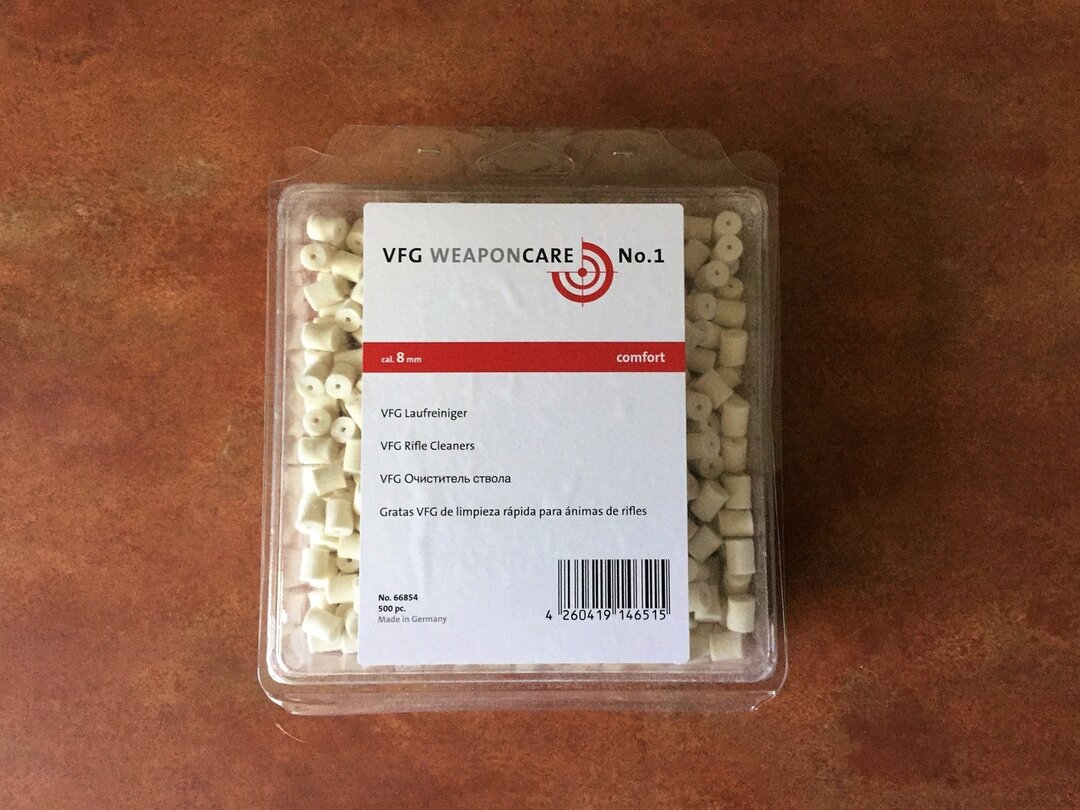 VFG WEAPONCARE No.1
cal. 8 mm comfort
VFG Laufreiniger
VFG Rifle Cleaners
VFG Очиститель ствола
Gratas VFG de limpieza rápida para ánimas de rifles
No. 66854
500 pc.
Made in Germany
4 260419 146515